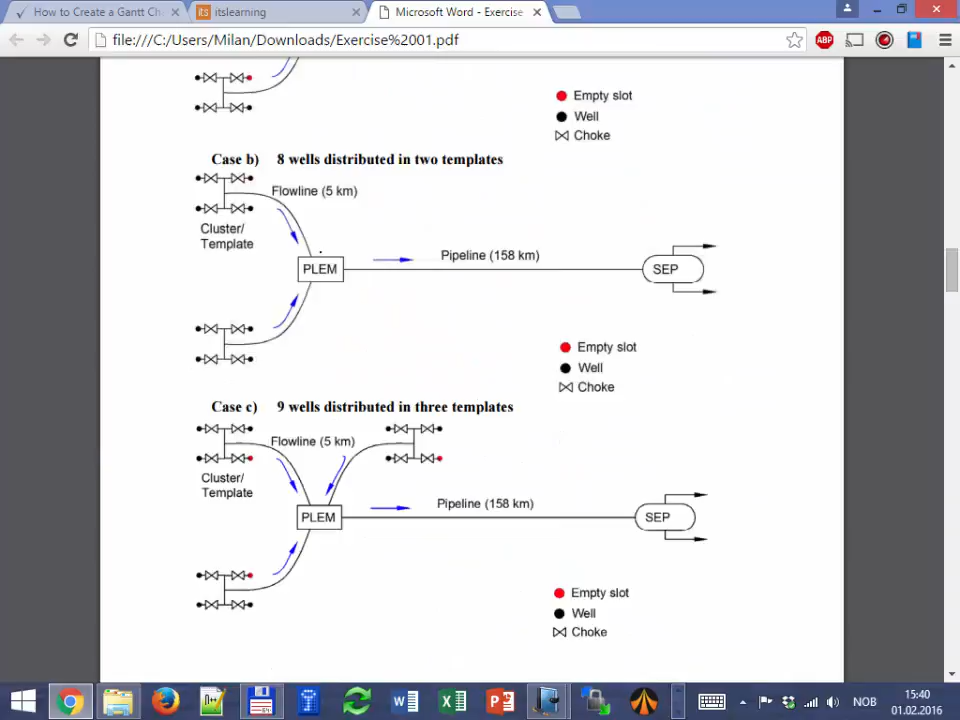 How to Create a Gantt Ch
itslearning
Microsoft Word - Exercise
file:///C:/Users/Milan/Downloads/Exercise%2001.pdf
ABP
Empty slot
Well
Choke
Case b) 8 wells distributed in two templates
Flowline (5 km)
Cluster/
Template
Pipeline (158 km)
PLEM
SEP
Empty slot
Well
Choke
Case c) 9 wells distributed in three templates
Flowline (5 km)
Cluster/
Template
Pipeline (158 km)
PLEM
SEP
Empty slot
Well
Choke
NOB
15:40
01.02.2016